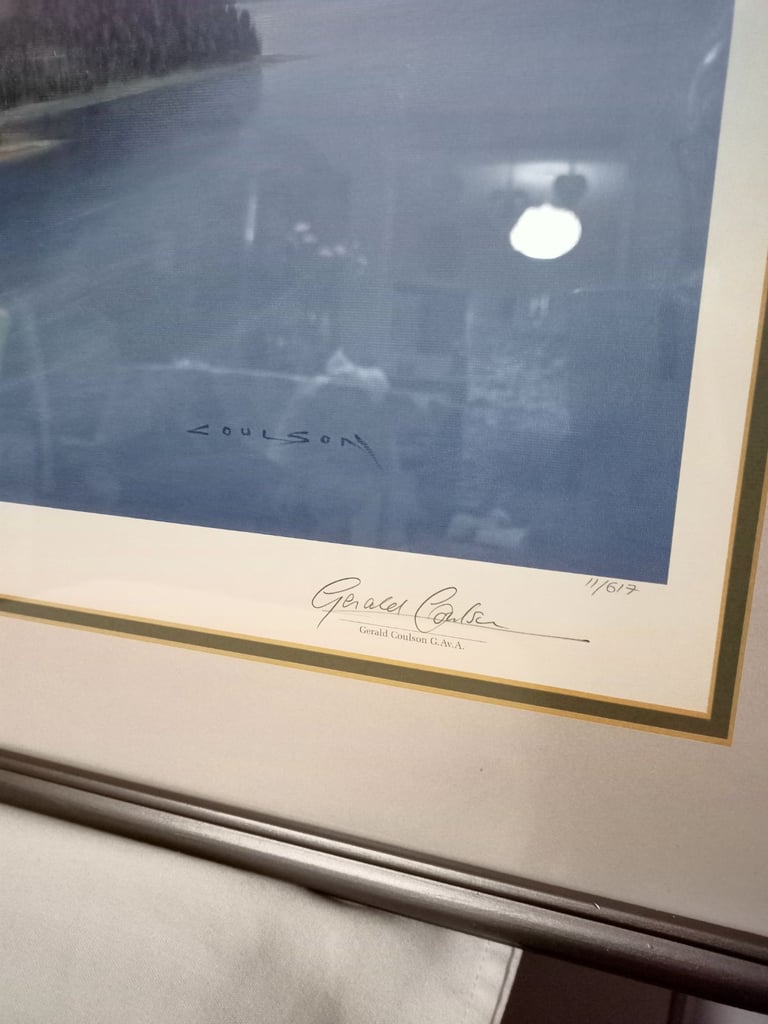 COULSON
11/617
Gerald Coulson
Gerald Coulson G.Av.A.